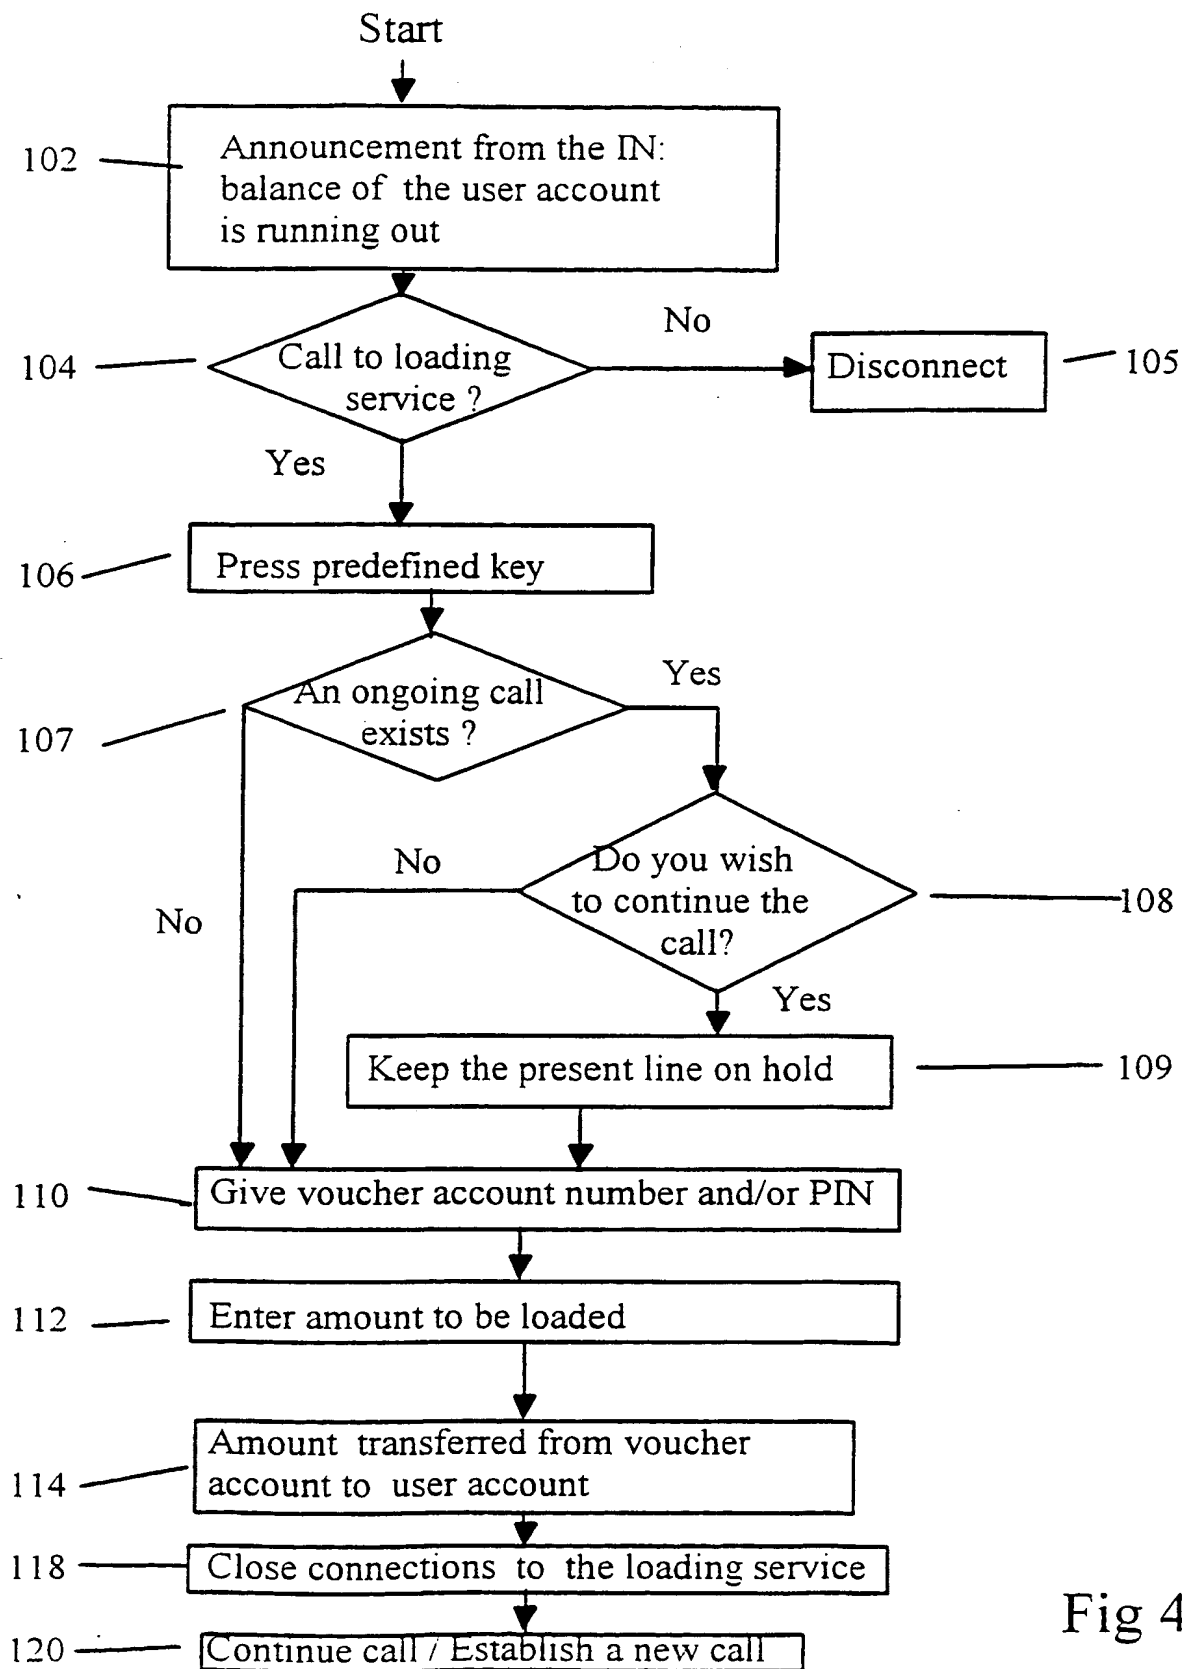 Start
102
Announcement from the IN:
balance of the user account
is running out
No
104
Call to loading
service ?
Disconnect
105
Yes
106
Press predefined key
Yes
107
An ongoing call
exists ?
No
Do you wish
to continue the
call?
108
No
Yes
Keep the present line on hold
109
110
Give voucher account number and/or PIN
112
Enter amount to be loaded
114
Amount transferred from voucher
account to user account
118
Close connections to the loading service
120
Continue call / Establish a new call
Fig 4